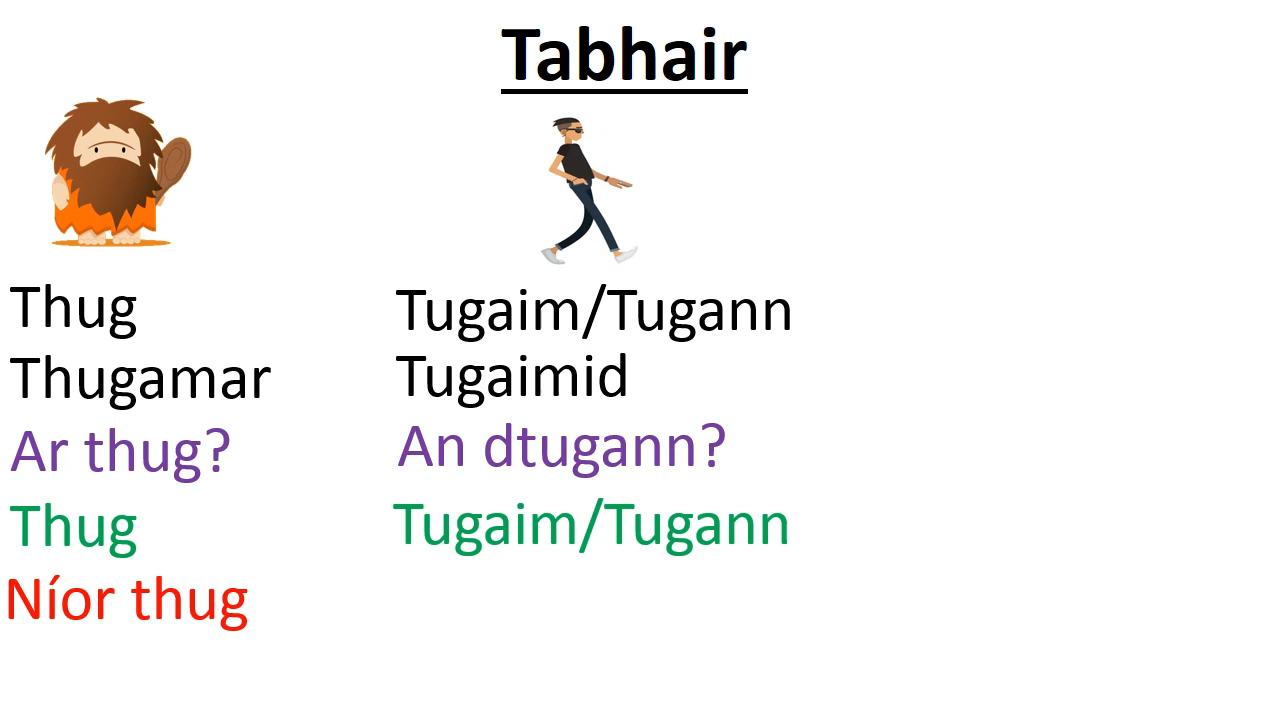 Tabhair
Thug
Thugamar
Ar thug?
Thug
Níor thug
Tugaim/Tugann
Tugaimid
An dtugann?
Tugaim/Tugann